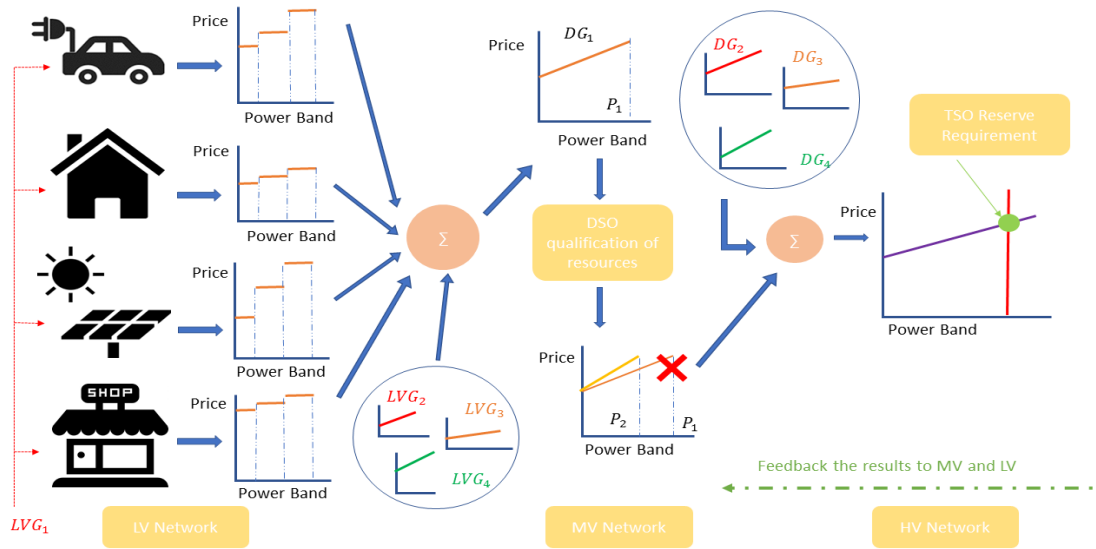 Price
Power Band
Price
Power Band
Price
Power Band
SHOP
Price
Power Band
LVG₁
LV Network
∑
LVG₂
LVG₃
LVG₄
Price
DG₁
P₁
Power Band
DSO
qualification of
resources
Price
P₂
P₁
Power Band
MV Network
DG₂
DG₃
DG₄
∑
TSO Reserve
Requirement
Price
Power Band
Feedback the results to MV and LV
HV Network